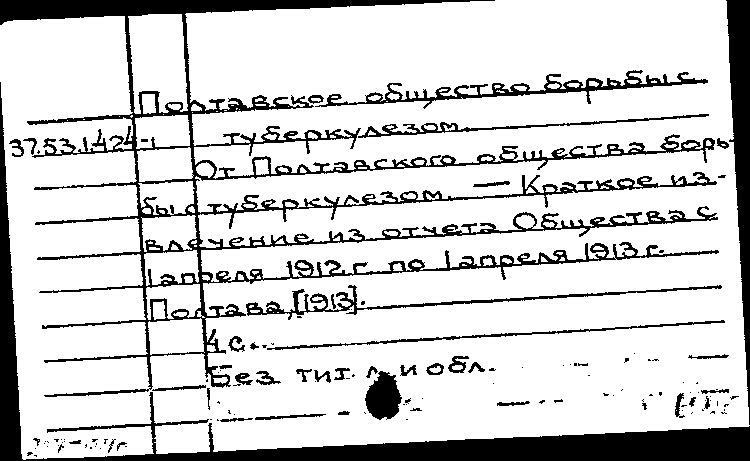 Полтавское общество борьбы с
37.53.1.424-1 туберкулезом.
От Полтавского общества борь-
бы с туберкулезом. — Краткое из-
влечение из отчета Общества с
1 апреля 1912 г. по 1 апреля 1913 г.
Полтава, [1913].
4 с.
Без тит. л. и обл.